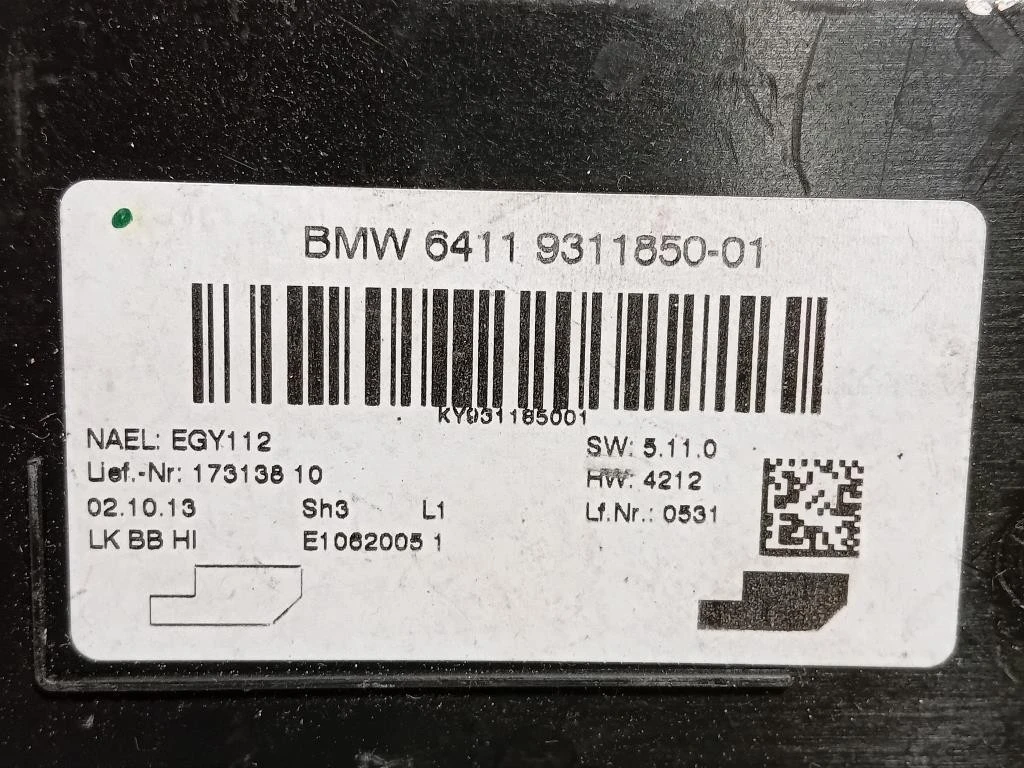 BMW 6411 9311850-01
KY931185001
NAEL: EGY112
SW: 5.11.0
Lief.-Nr: 173138 10
HW: 4212
02.10.13 Sh3 L1
Lf.Nr.: 0531
LK BB HI E1062005 1